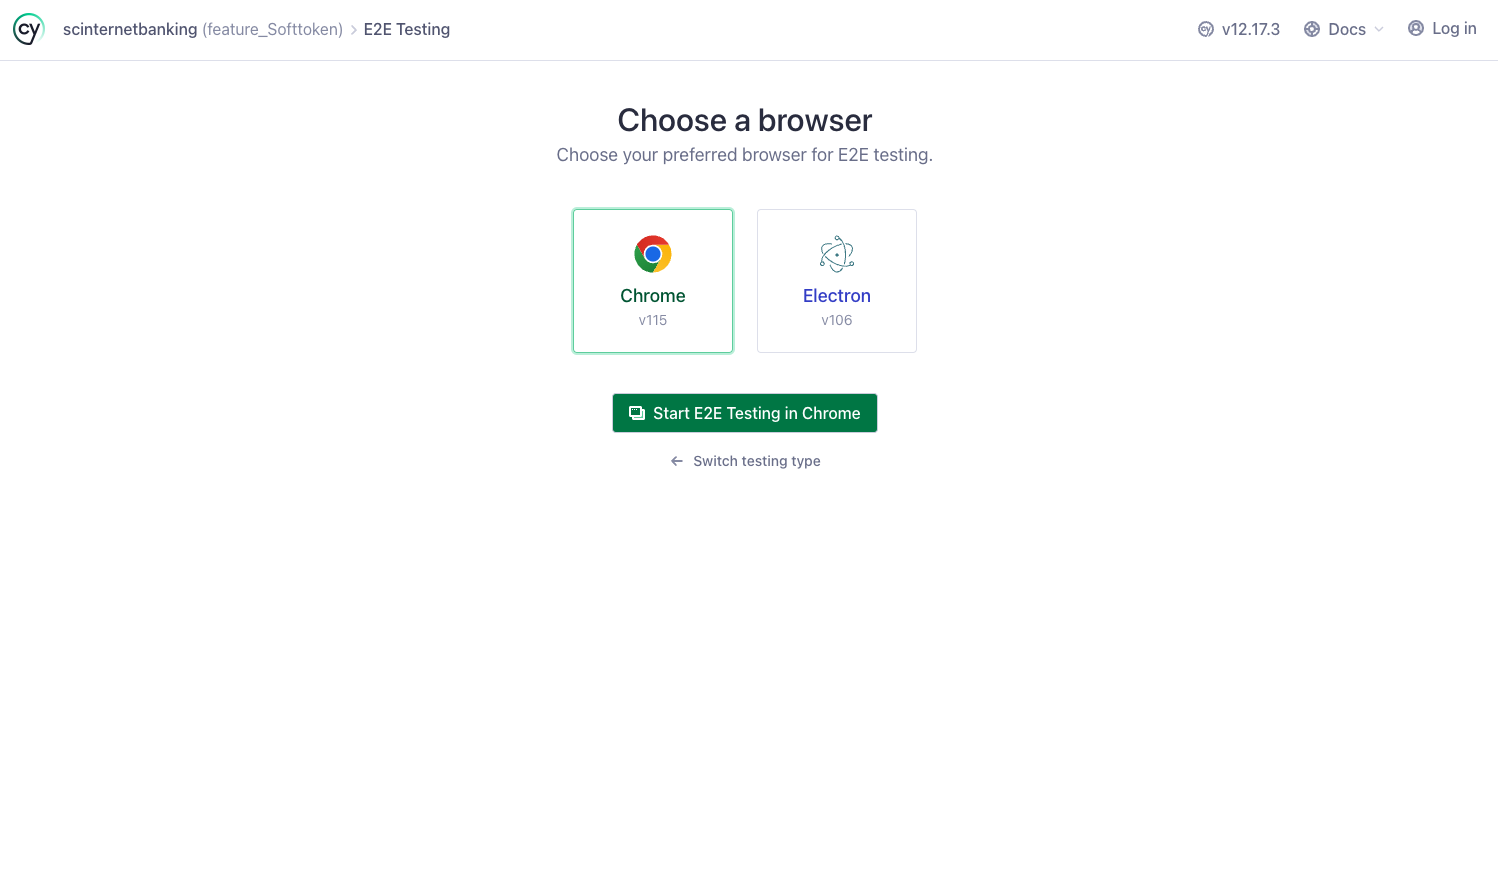 cy scinternetbanking (feature_Softtoken) > E2E Testing
cy v12.17.3 Docs Log in
Choose a browser
Choose your preferred browser for E2E testing.
Chrome
v115
Electron
v106
Start E2E Testing in Chrome
← Switch testing type